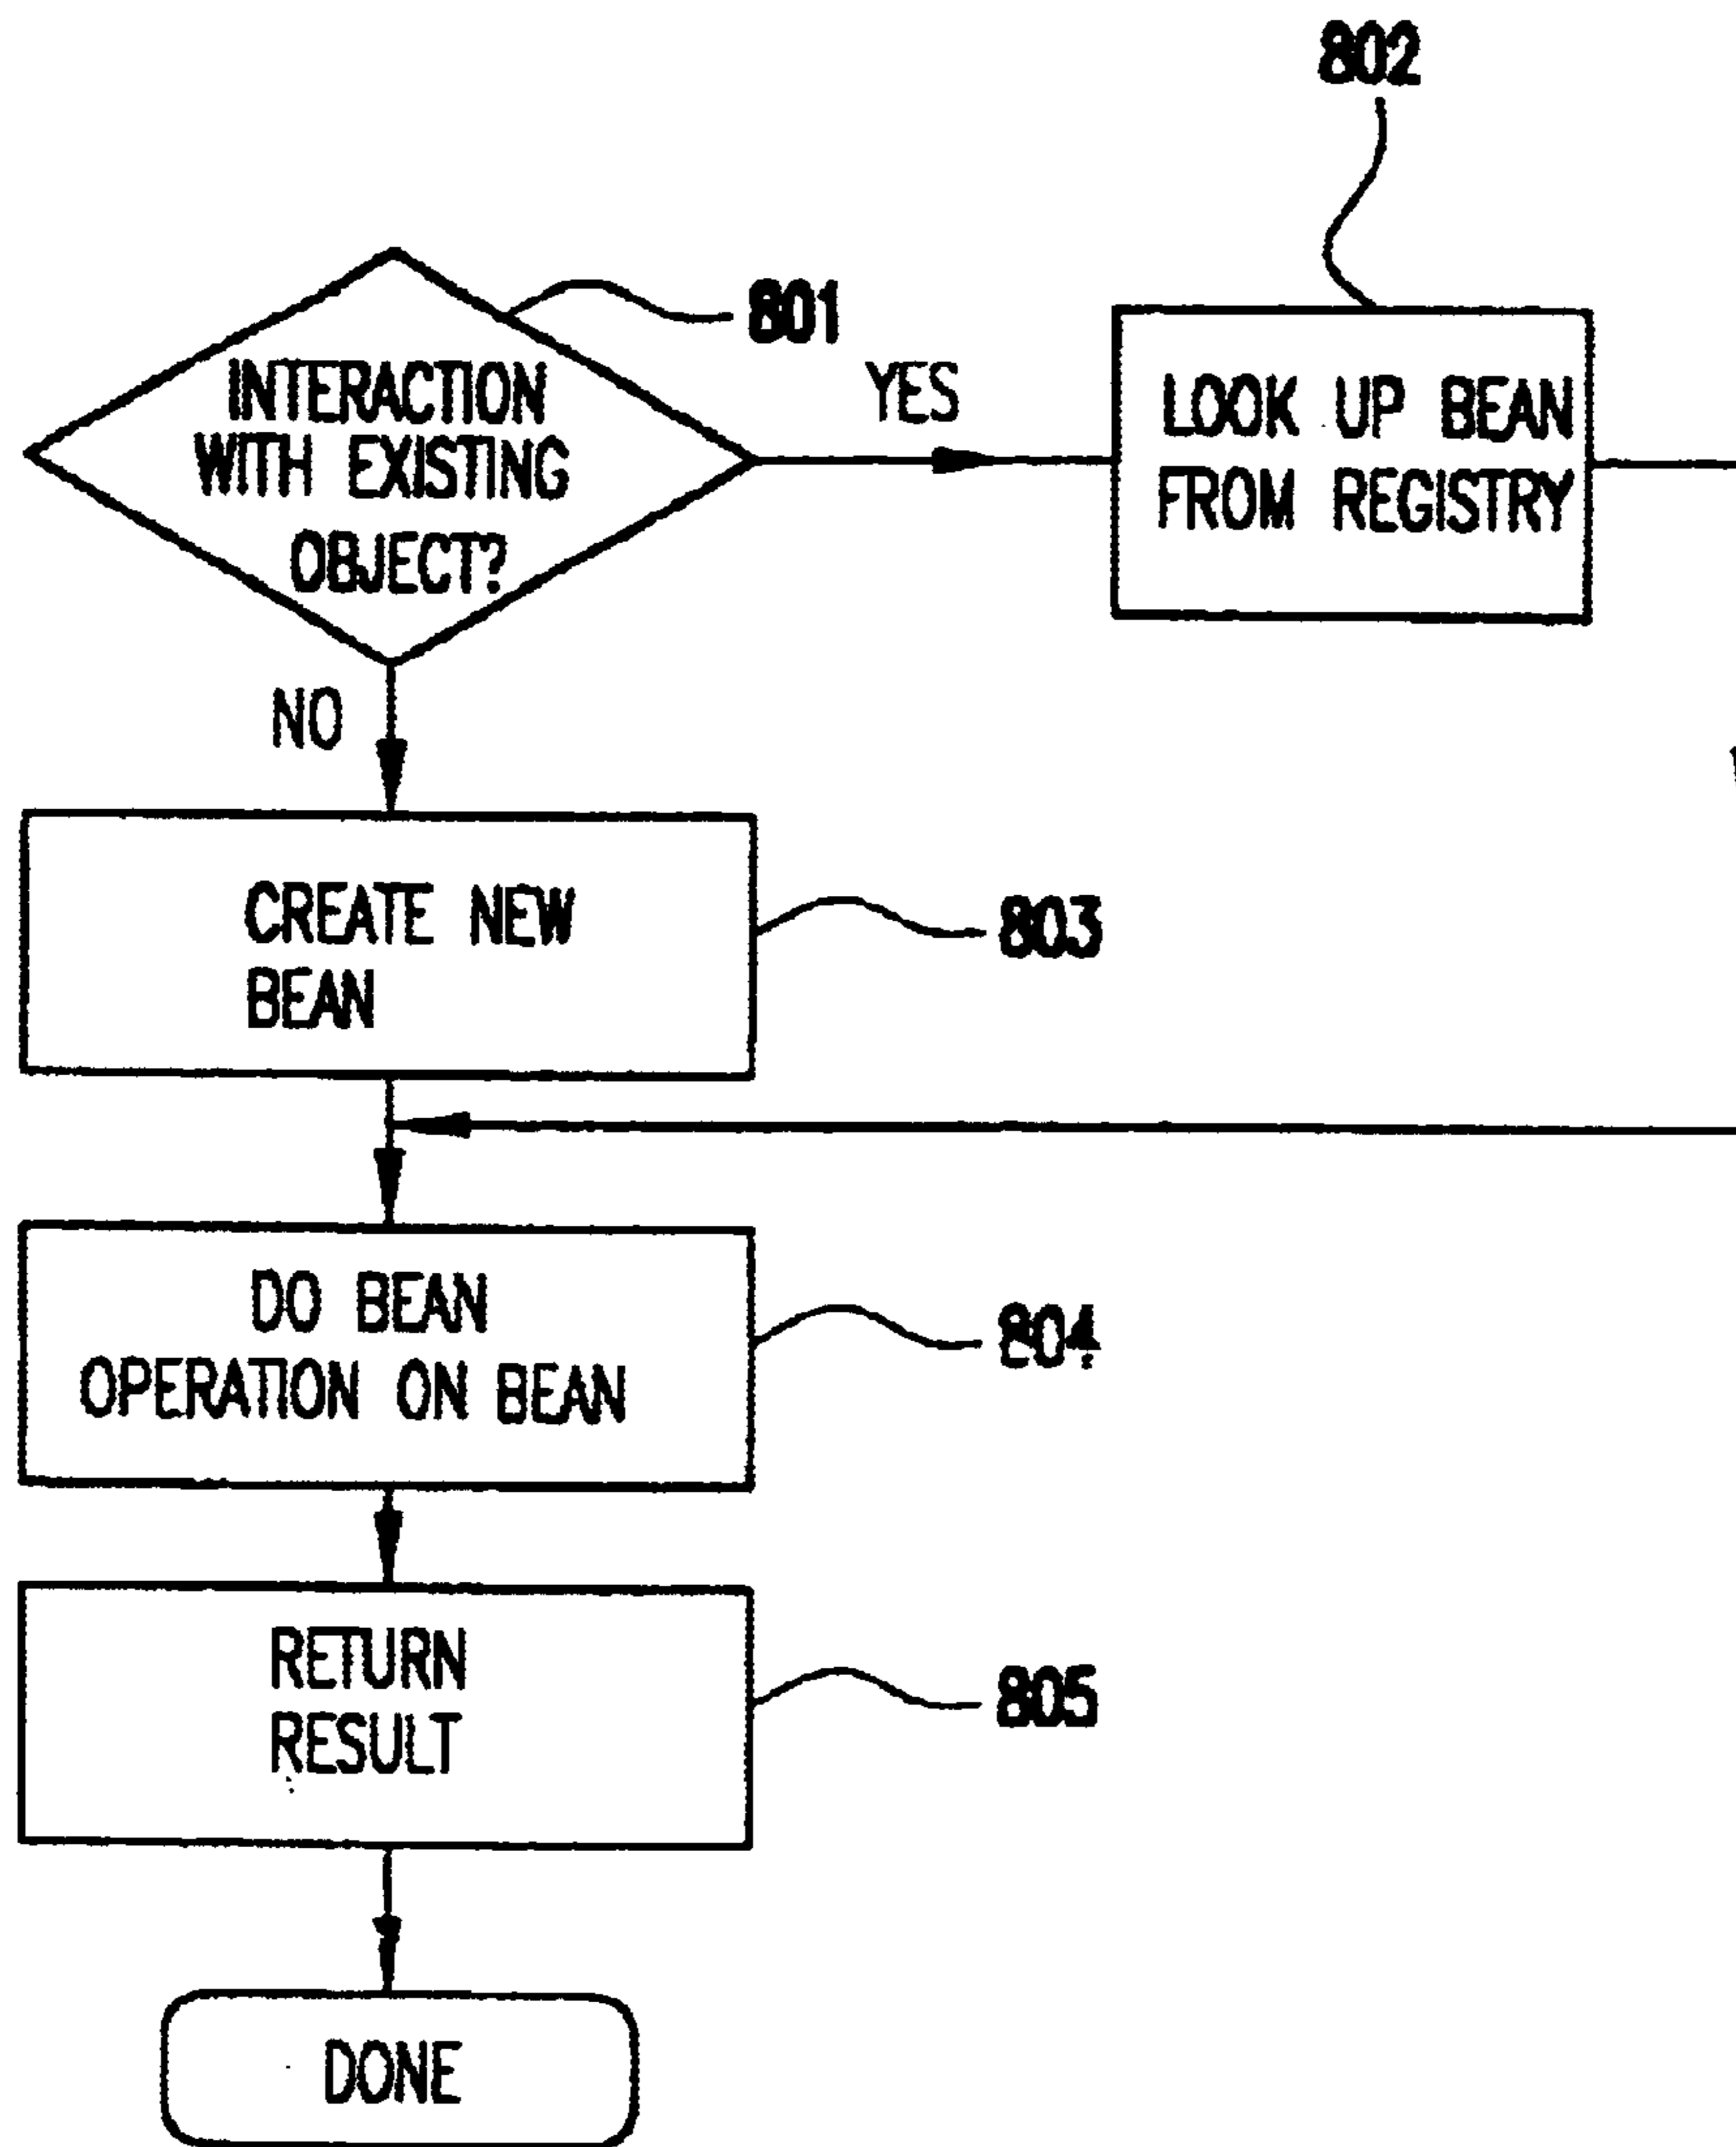 802
801
INTERACTION
WITH EXISTING
OBJECT?
YES
LOOK UP BEAN
FROM REGISTRY
NO
CREATE NEW
BEAN
803
DO BEAN
OPERATION ON BEAN
804
RETURN
RESULT
805
DONE